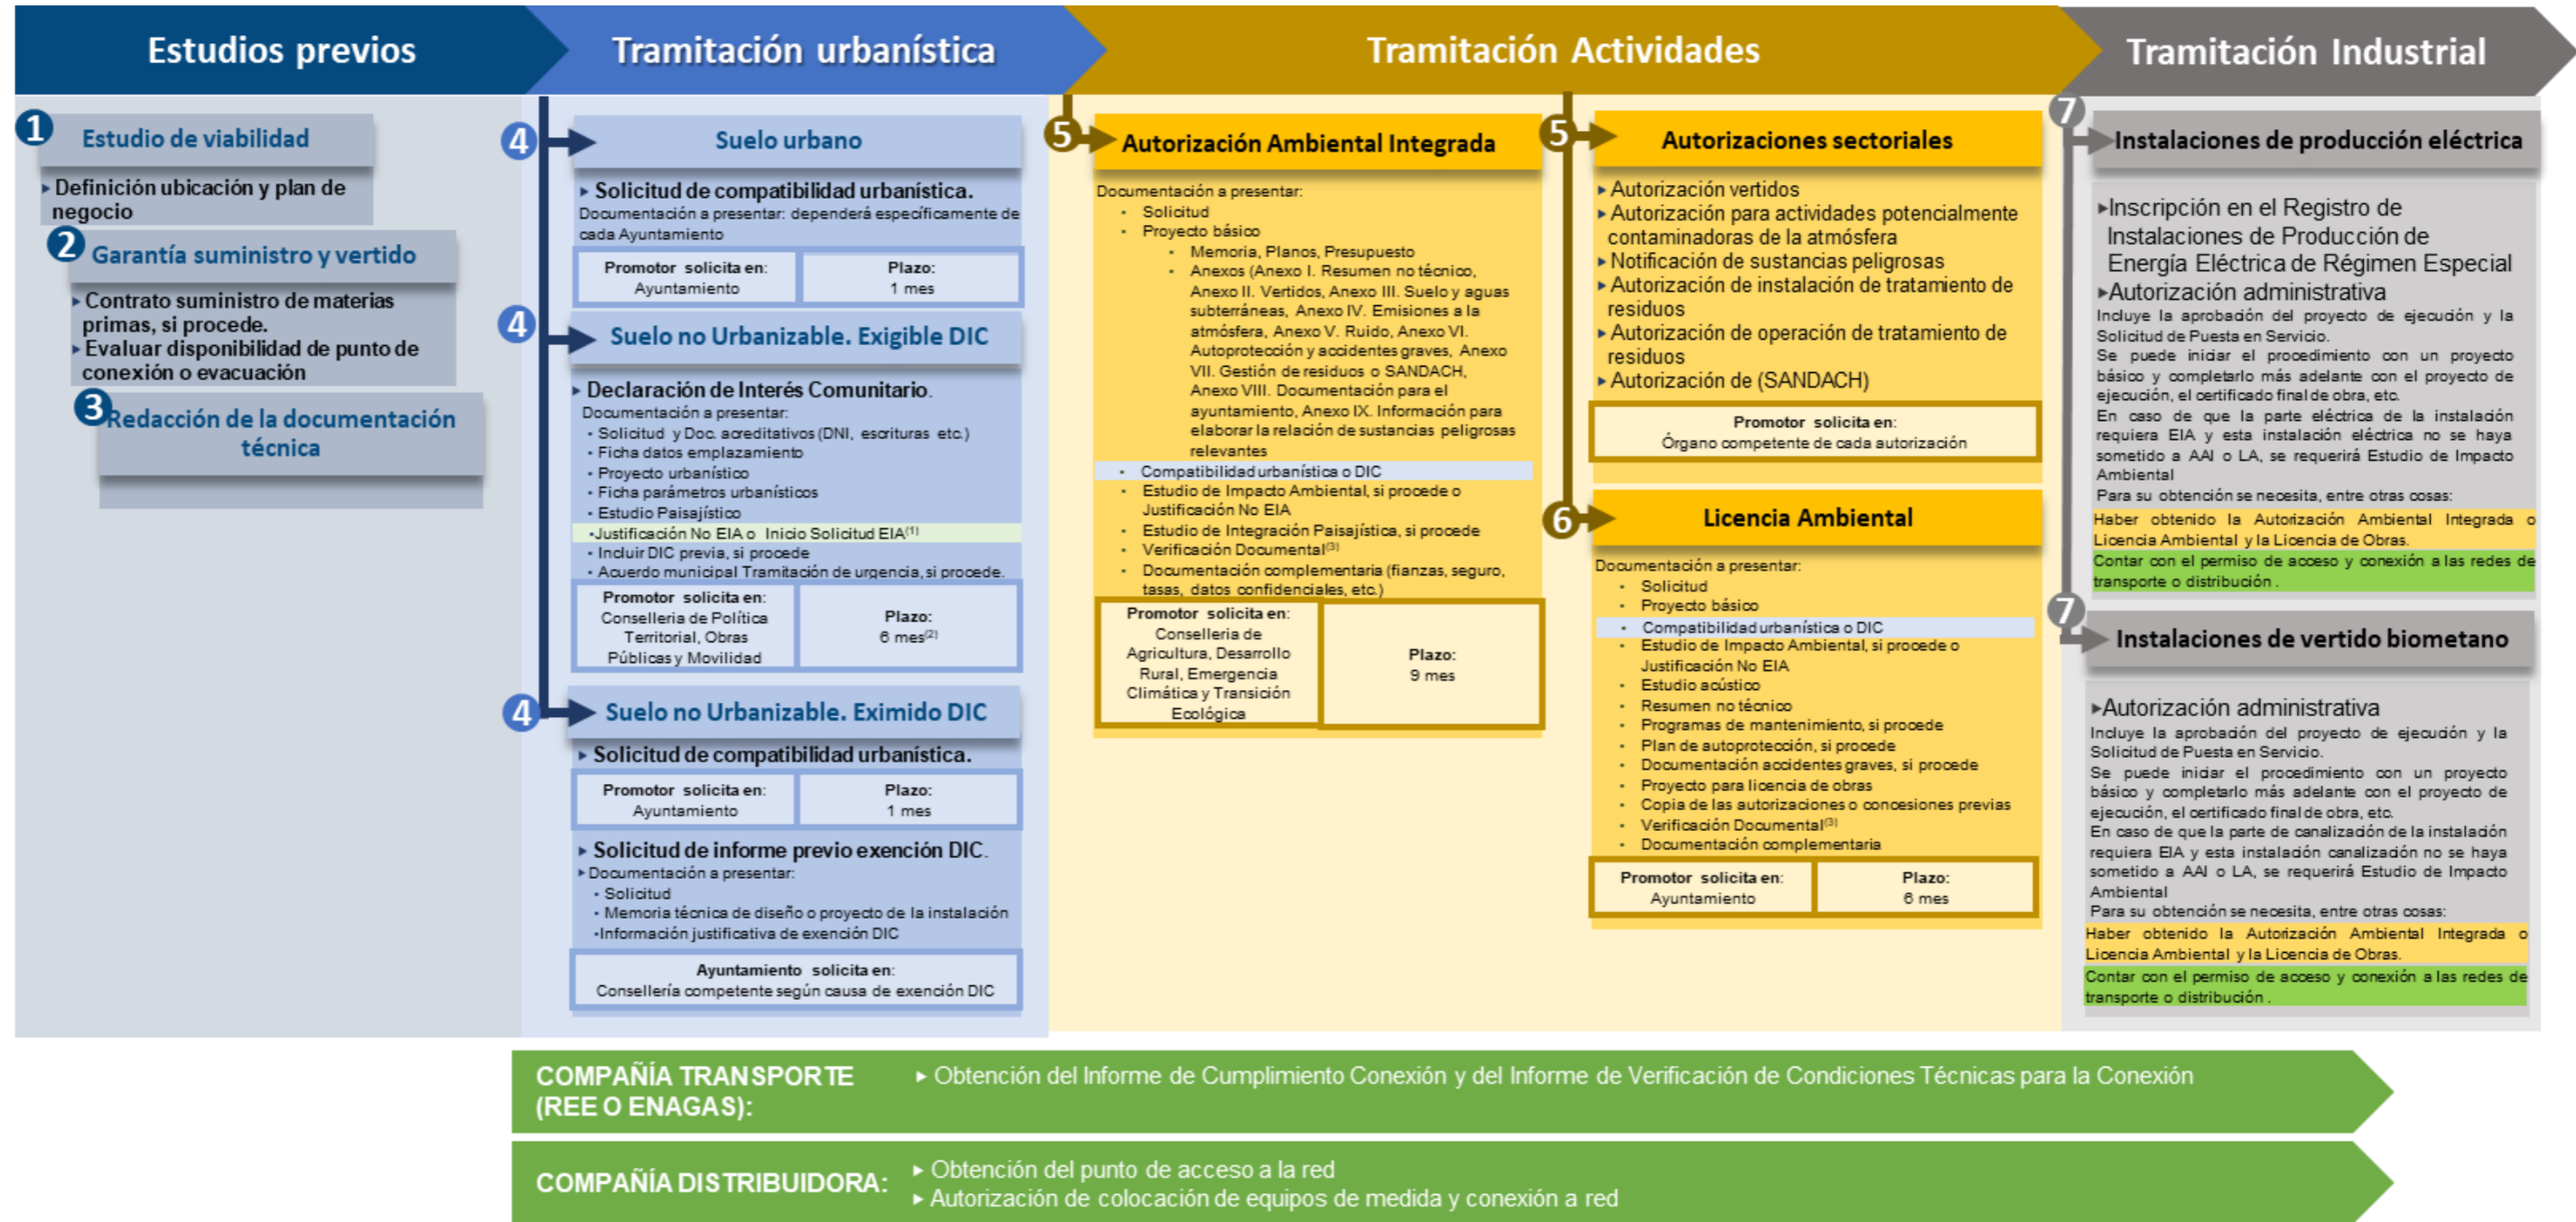 Estudios previos
Tramitación urbanística
Tramitación Actividades
Tramitación Industrial
1
Estudio de viabilidad
▸ Definición ubicación y plan de
negocio
2
Garantía suministro y vertido
▸ Contrato suministro de materias
primas, si procede.
▸ Evaluar disponibilidad de punto de
conexión o evacuación
3
Redacción de la documentación
técnica
4
Suelo urbano
▸ Solicitud de compatibilidad urbanística.
Documentación a presentar: dependerá específicamente de
cada Ayuntamiento
Promotor solicita en:
Ayuntamiento
Plazo:
1 mes
4
Suelo no Urbanizable. Exigible DIC
▸ Declaración de Interés Comunitario.
Documentación a presentar:
• Solicitud y Doc. acreditativos (DNI, escrituras etc.)
• Ficha datos emplazamiento
• Proyecto urbanístico
• Ficha parámetros urbanísticos
• Estudio Paisajístico
•Justificación No EIA o Inicio Solicitud EIA(1)
• Incluir DIC previa, si procede
• Acuerdo municipal Tramitación de urgencia, si procede.
Promotor solicita en:
Conselleria de Política
Territorial, Obras
Públicas y Movilidad
Plazo:
6 mes(2)
4
Suelo no Urbanizable. Eximido DIC
▸ Solicitud de compatibilidad urbanística.
Promotor solicita en:
Ayuntamiento
Plazo:
1 mes
▸ Solicitud de informe previo exención DIC.
▸ Documentación a presentar:
• Solicitud
• Memoria técnica de diseño o proyecto de la instalación
•Información justificativa de exención DIC
Ayuntamiento solicita en:
Consellería competente según causa de exención DIC
5
Autorización Ambiental Integrada
Documentación a presentar:
• Solicitud
• Proyecto básico
• Memoria, Planos, Presupuesto
• Anexos (Anexo I. Resumen no técnico,
Anexo II. Vertidos, Anexo III. Suelo y aguas
subterráneas, Anexo IV. Emisiones a la
atmósfera, Anexo V. Ruido, Anexo VI.
Autoprotección y accidentes graves, Anexo
VII. Gestión de residuos o SANDACH,
Anexo VIII. Documentación para el
ayuntamiento, Anexo IX. Información para
elaborar la relación de sustancias peligrosas
relevantes
• Compatibilidad urbanística o DIC
• Estudio de Impacto Ambiental, si procede o
Justificación No EIA
• Estudio de Integración Paisajística, si procede
• Verificación Documental(3)
• Documentación complementaria (fianzas, seguro,
tasas, datos confidenciales, etc.)
Promotor solicita en:
Conselleria de
Agricultura, Desarrollo
Rural, Emergencia
Climática y Transición
Ecológica
Plazo:
9 mes
5
Autorizaciones sectoriales
▸ Autorización vertidos
▸ Autorización para actividades potencialmente
contaminadoras de la atmósfera
▸ Notificación de sustancias peligrosas
▸ Autorización de instalación de tratamiento de
residuos
▸ Autorización de operación de tratamiento de
residuos
▸ Autorización de (SANDACH)
Promotor solicita en:
Órgano competente de cada autorización
6
Licencia Ambiental
Documentación a presentar:
• Solicitud
• Proyecto básico
• Compatibilidad urbanística o DIC
• Estudio de Impacto Ambiental, si procede o
Justificación No EIA
• Estudio acústico
• Resumen no técnico
• Programas de mantenimiento, si procede
• Plan de autoprotección, si procede
• Documentación accidentes graves, si procede
• Proyecto para licencia de obras
• Copia de las autorizaciones o concesiones previas
• Verificación Documental(3)
• Documentación complementaria
Promotor solicita en:
Ayuntamiento
Plazo:
6 mes
7
Instalaciones de producción eléctrica
▸Inscripción en el Registro de
Instalaciones de Producción de
Energía Eléctrica de Régimen Especial
▸Autorización administrativa
Incluye la aprobación del proyecto de ejecución y la
Solicitud de Puesta en Servicio.
Se puede iniciar el procedimiento con un proyecto
básico y completarlo más adelante con el proyecto de
ejecución, el certificado final de obra, etc.
En caso de que la parte eléctrica de la instalación
requiera EIA y esta instalación eléctrica no se haya
sometido a AAI o LA, se requerirá Estudio de Impacto
Ambiental
Para su obtención se necesita, entre otras cosas:
Haber obtenido la Autorización Ambiental Integrada o
Licencia Ambiental y la Licencia de Obras.
Contar con el permiso de acceso y conexión a las redes de
transporte o distribución .
7
Instalaciones de vertido biometano
▸Autorización administrativa
Incluye la aprobación del proyecto de ejecución y la
Solicitud de Puesta en Servicio.
Se puede iniciar el procedimiento con un proyecto
básico y completarlo más adelante con el proyecto de
ejecución, el certificado final de obra, etc.
En caso de que la parte de canalización de la instalación
requiera EIA y esta instalación canalización no se haya
sometido a AAI o LA, se requerirá Estudio de Impacto
Ambiental
Para su obtención se necesita, entre otras cosas:
Haber obtenido la Autorización Ambiental Integrada o
Licencia Ambiental y la Licencia de Obras.
Contar con el permiso de acceso y conexión a las redes de
transporte o distribución .
COMPAÑÍA TRANSPORTE
(REE O ENAGAS):
▸ Obtención del Informe de Cumplimiento Conexión y del Informe de Verificación de Condiciones Técnicas para la Conexión
COMPAÑÍA DISTRIBUIDORA:
▸ Obtención del punto de acceso a la red
▸ Autorización de colocación de equipos de medida y conexión a red